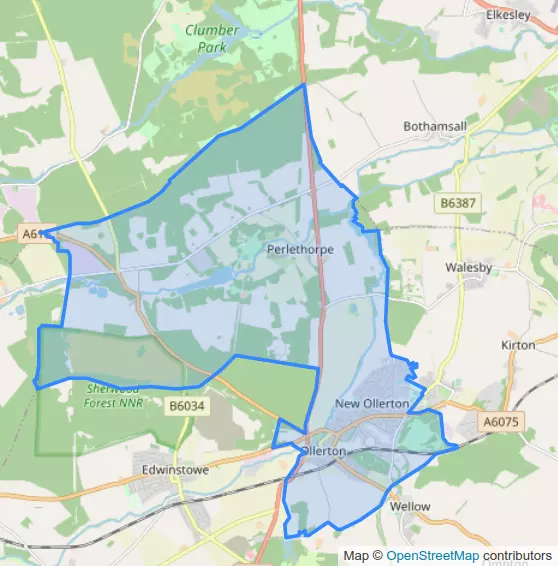 Elkesley
Clumber
Park
Bothamsall
B6387
A61
Perlethorpe
Walesby
Kirton
Sherwood
Forest NNR
B6034
New Ollerton
A6075
Ollerton
Edwinstowe
Wellow
Map © OpenStreetMap contributors